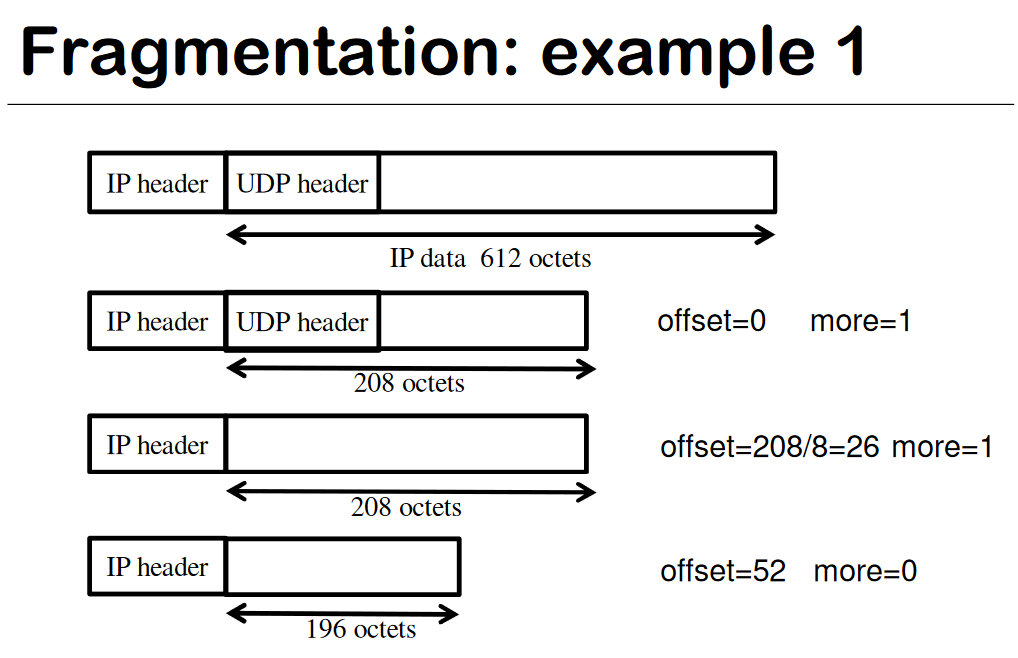 Fragmentation: example 1
IP header UDP header
IP data 612 octets
IP header UDP header offset=0 more=1
208 octets
IP header offset=208/8=26 more=1
208 octets
IP header offset=52 more=0
196 octets